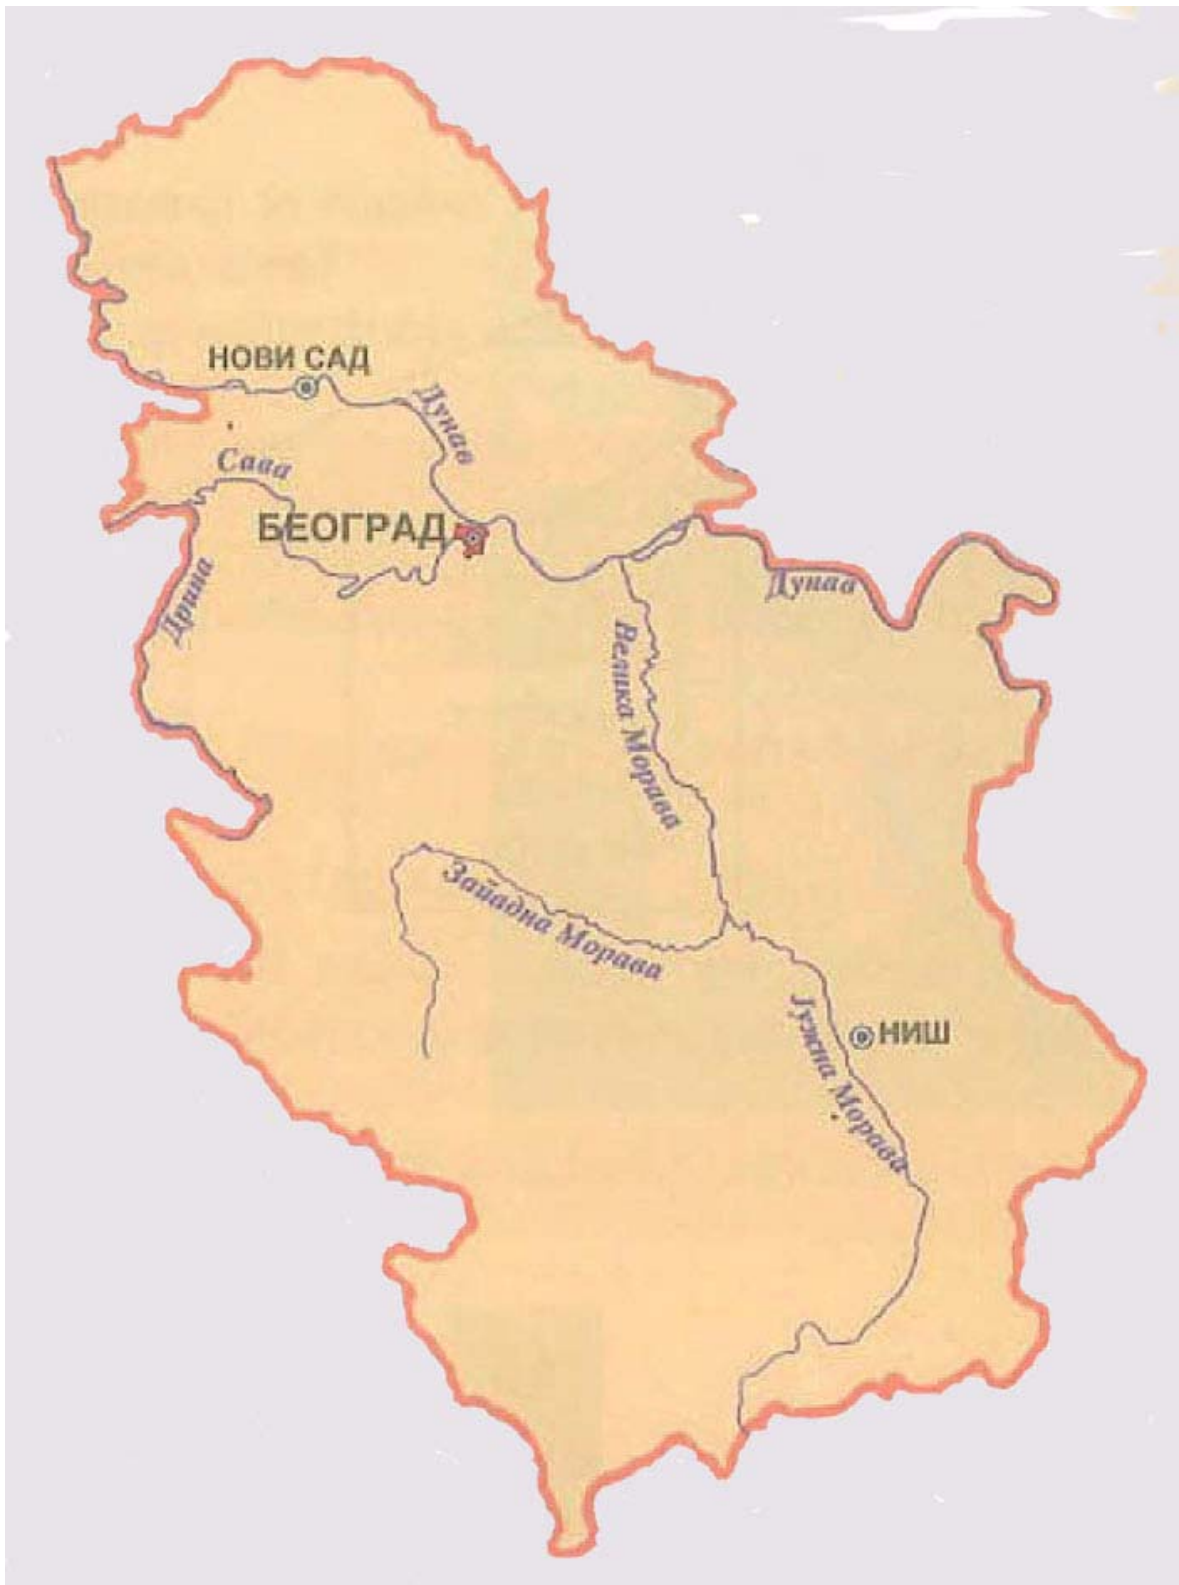 НОВИ САД
Дунав
Сава
БЕОГРАД
Дрина
Дунав
Велика Морава
Западна Морава
Јужна Морава
НИШ